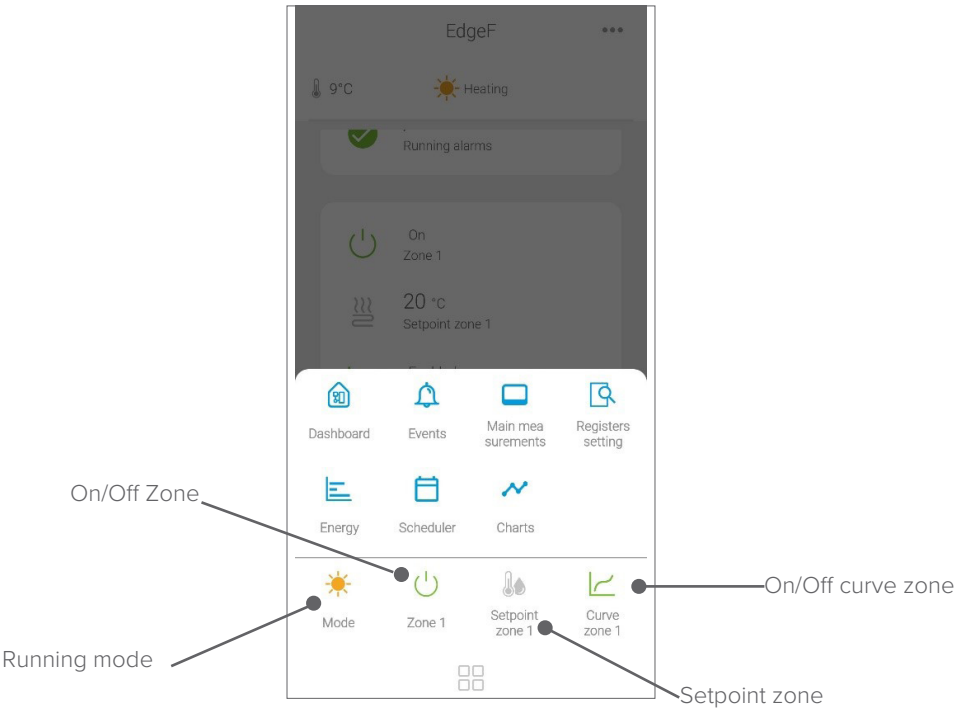 EdgeF
9°C
Heating
Running alarms
On
Zone 1
20 °C
Setpoint zone 1
Dashboard
Events
Main mea
surements
Registers
setting
Energy
Scheduler
Charts
On/Off Zone
Mode
Zone 1
Setpoint
zone 1
Curve
zone 1
On/Off curve zone
Running mode
Setpoint zone